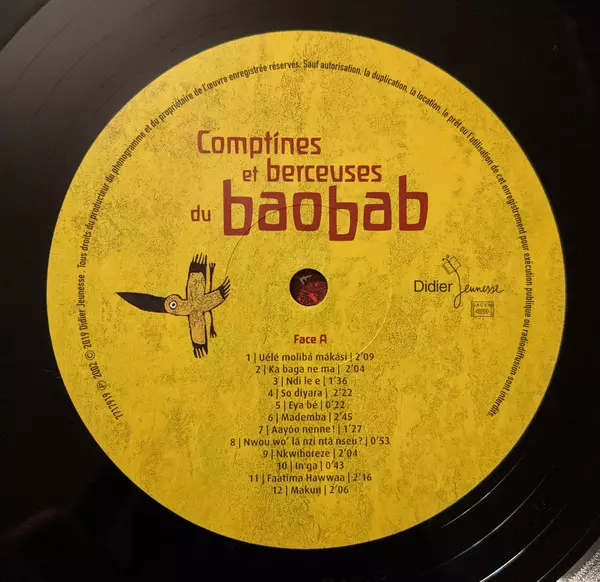 7717919 ℗ 2002 © 2019 Didier Jeunesse. Tous droits du producteur du phonogramme et du propriétaire de l'œuvre enregistrée réservés. Sauf autorisation, la duplication, la location, le prêt ou l'utilisation de cet enregistrement pour exécution publique ou radiodiffusion sont interdits.
Comptines
et berceuses
du baobab
Didier Jeunesse
SACEM
Face A
1 | Uélé molibá mákási | 2'09
2 | Ka baga ne ma | 2'04
3 | Ndi le e | 1'36
4 | So diyara | 2'22
5 | Eya bé | 0'22
6 | Mademba | 2'45
7 | Aayóo nenne ! | 1'27
8 | Nwou wo' lá nzi ntà nseu? | 0'53
9 | Nkwihoreze | 2'04
10 | In'ga | 0'43
11 | Faatima Hawwaa | 2'16
12 | Makun | 2'06